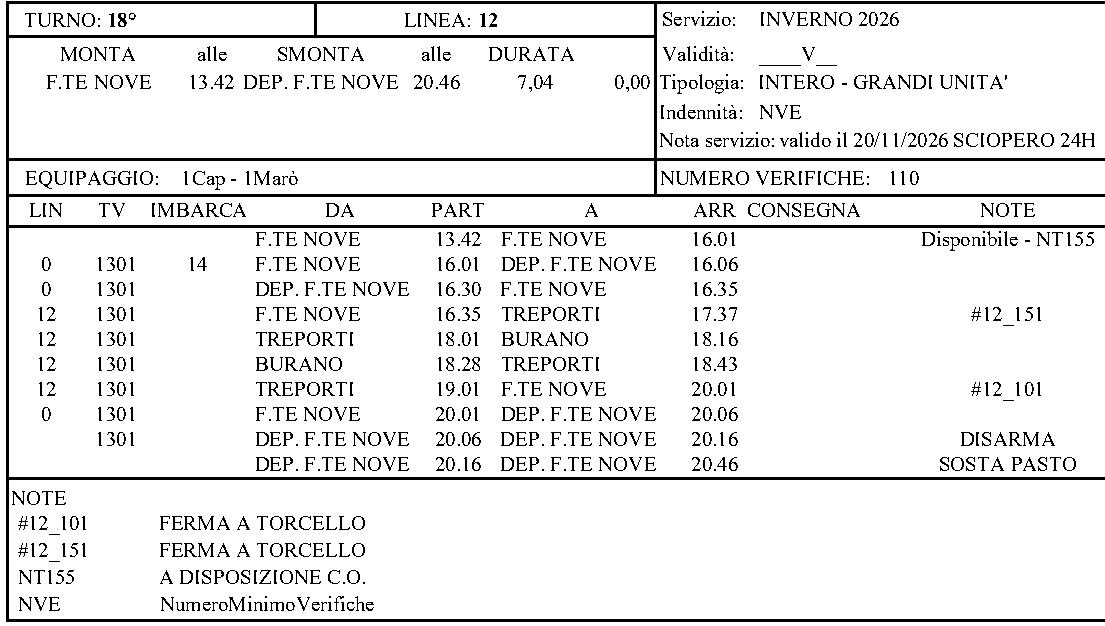 TURNO: 18° LINEA: 12 Servizio: INVERNO 2026
MONTA alle SMONTA alle DURATA Validità: ____V__
F.TE NOVE 13.42 DEP. F.TE NOVE 20.46 7,04 0,00 Tipologia: INTERO - GRANDI UNITA'
Indennità: NVE
Nota servizio: valido il 20/11/2026 SCIOPERO 24H
EQUIPAGGIO: 1Cap - 1Marò NUMERO VERIFICHE: 110
LIN TV IMBARCA DA PART A ARR CONSEGNA NOTE
F.TE NOVE 13.42 F.TE NOVE 16.01 Disponibile - NT155
0 1301 14 F.TE NOVE 16.01 DEP. F.TE NOVE 16.06
0 1301 DEP. F.TE NOVE 16.30 F.TE NOVE 16.35
12 1301 F.TE NOVE 16.35 TREPORTI 17.37 #12_151
12 1301 TREPORTI 18.01 BURANO 18.16
12 1301 BURANO 18.28 TREPORTI 18.43
12 1301 TREPORTI 19.01 F.TE NOVE 20.01 #12_101
0 1301 F.TE NOVE 20.01 DEP. F.TE NOVE 20.06
1301 DEP. F.TE NOVE 20.06 DEP. F.TE NOVE 20.16 DISARMA
DEP. F.TE NOVE 20.16 DEP. F.TE NOVE 20.46 SOSTA PASTO
NOTE
#12_101 FERMA A TORCELLO
#12_151 FERMA A TORCELLO
NT155 A DISPOSIZIONE C.O.
NVE NumeroMinimoVerifiche